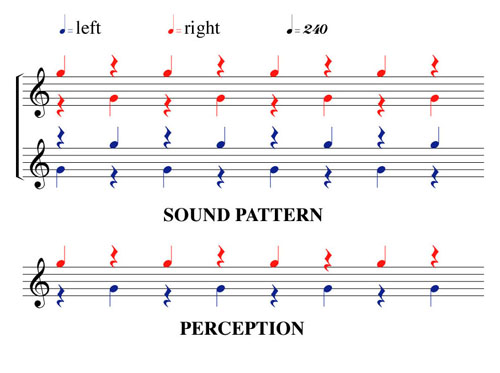 = left = right = 240
SOUND PATTERN
PERCEPTION